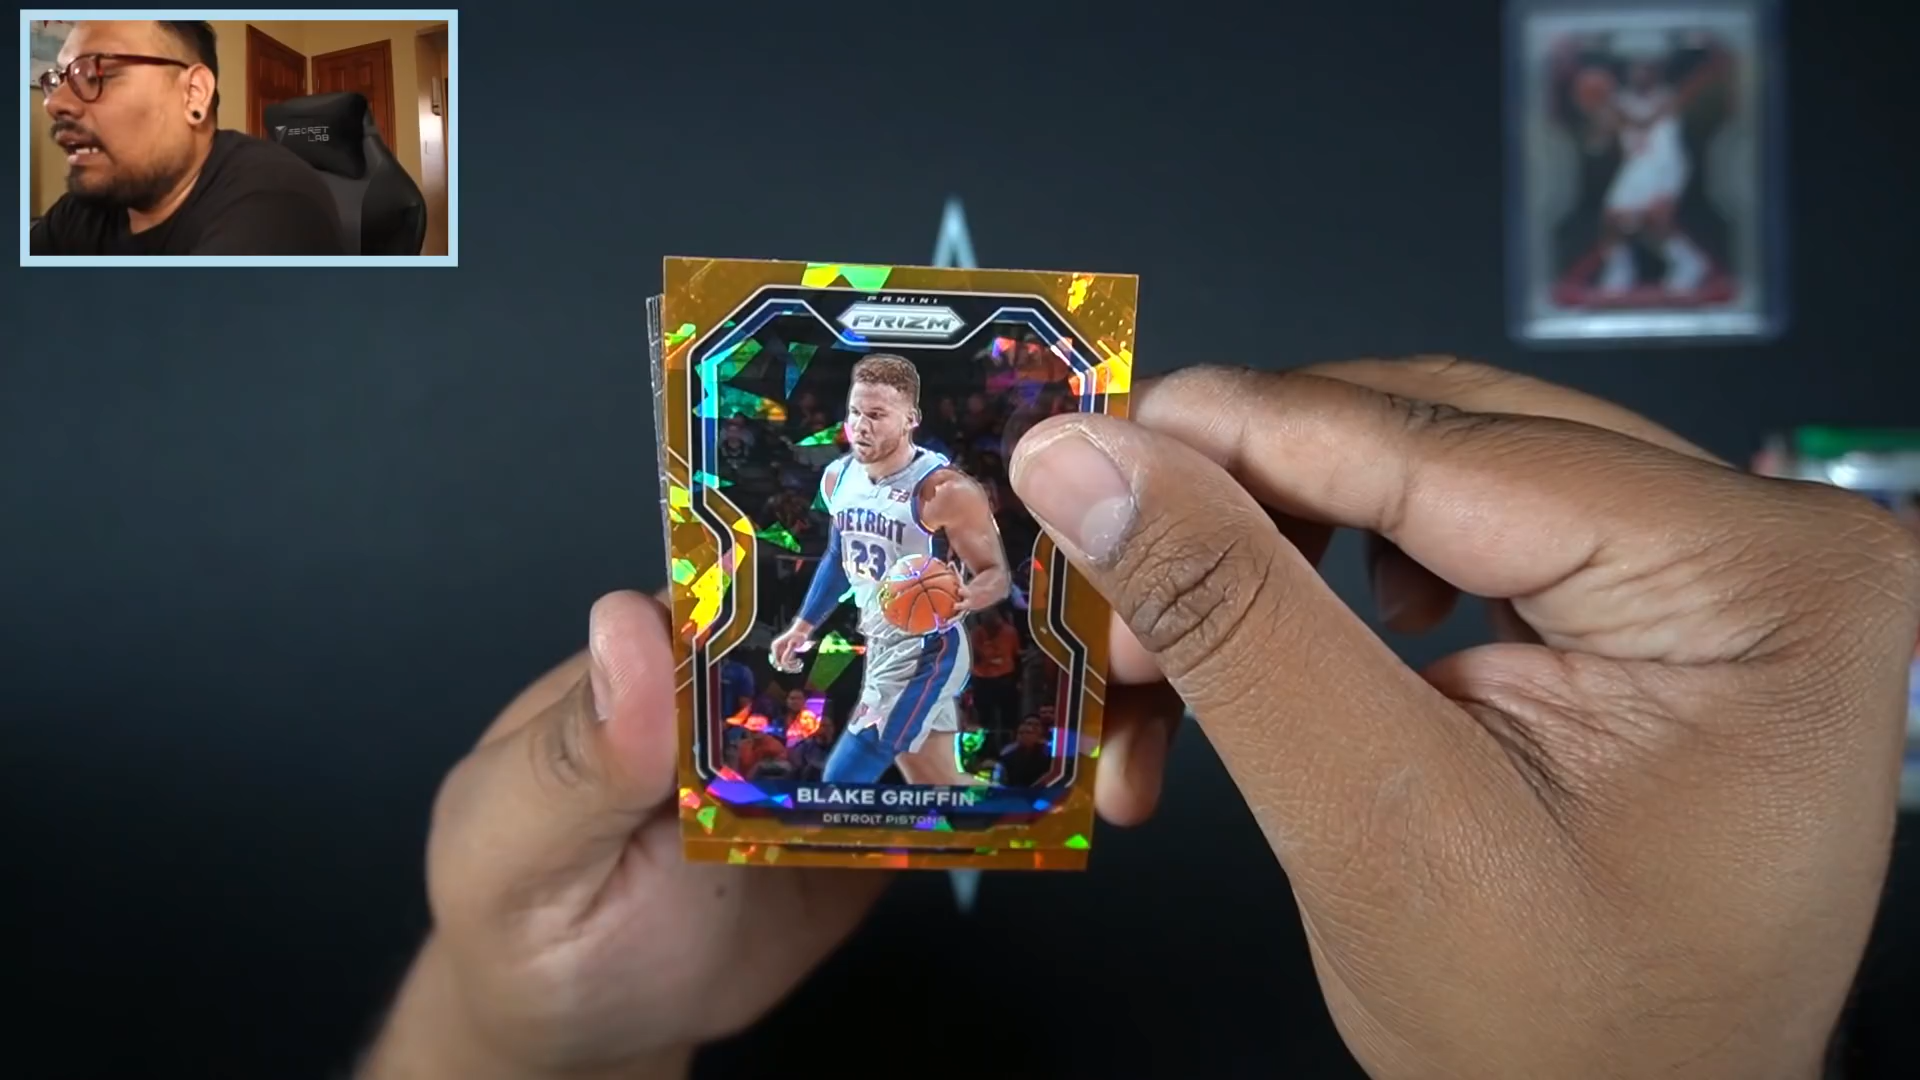 SECRET
LAB
PANINI
PRIZM
DETROIT
23
BLAKE GRIFFIN
DETROIT PISTONS